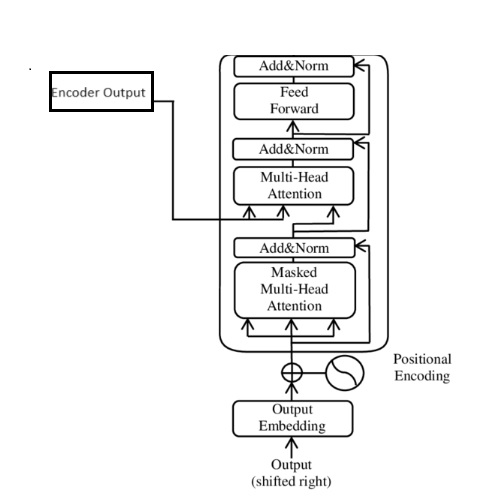 .
Add&Norm
Encoder Output
Feed
Forward
Add&Norm
Multi-Head
Attention
Add&Norm
Masked
Multi-Head
Attention
Positional
Encoding
Output
Embedding
Output
(shifted right)